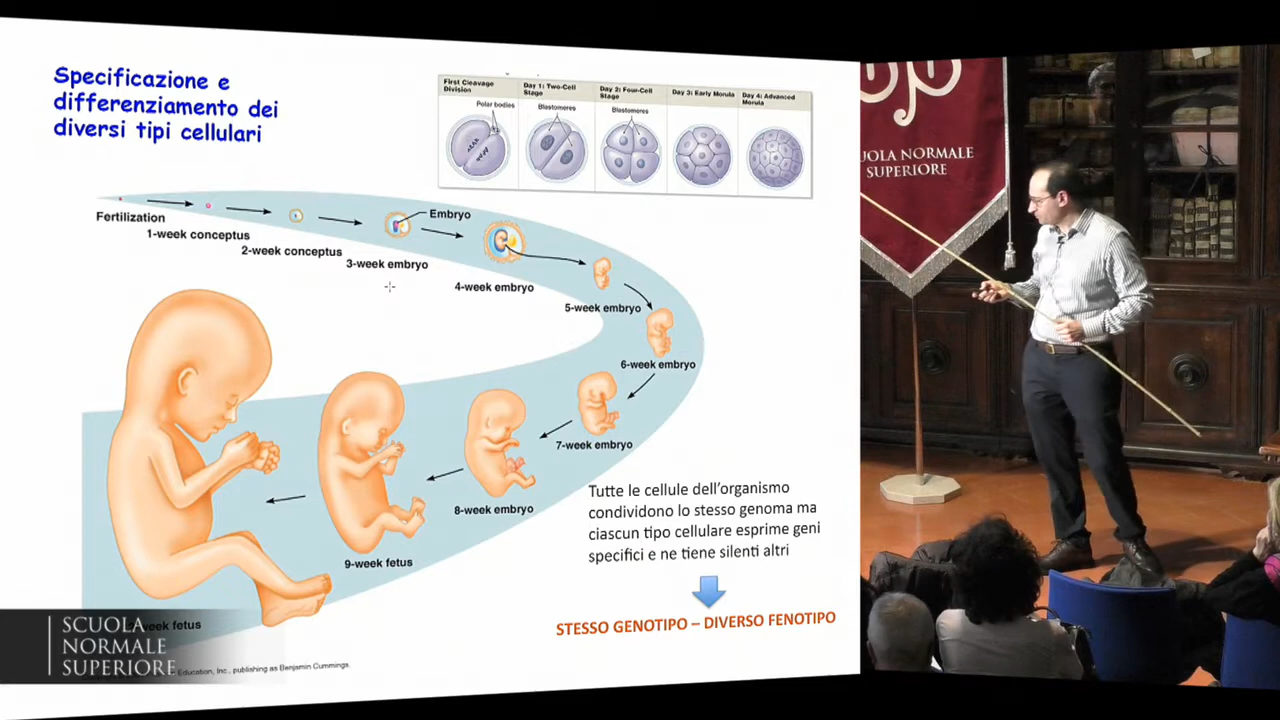 Specificazione e
differenziamento dei
diversi tipi cellulari
First Cleavage
Division
Day 1: Two-Cell
Stage
Day 2: Four-Cell
Stage
Day 3: Early Morula
Day 4: Advanced
Morula
Polar bodies
Blastomeres
Blastomeres
Fertilization
1-week conceptus
2-week conceptus
3-week embryo
Embryo
4-week embryo
5-week embryo
6-week embryo
7-week embryo
8-week embryo
9-week fetus
week fetus
Tutte le cellule dell'organismo
condividono lo stesso genoma ma
ciascun tipo cellulare esprime geni
specifici e ne tiene silenti altri
STESSO GENOTIPO – DIVERSO FENOTIPO
Education, Inc., publishing as Benjamin Cummings.
SCUOLA
NORMALE
SUPERIORE
UOLA NORMALE
SUPERIORE